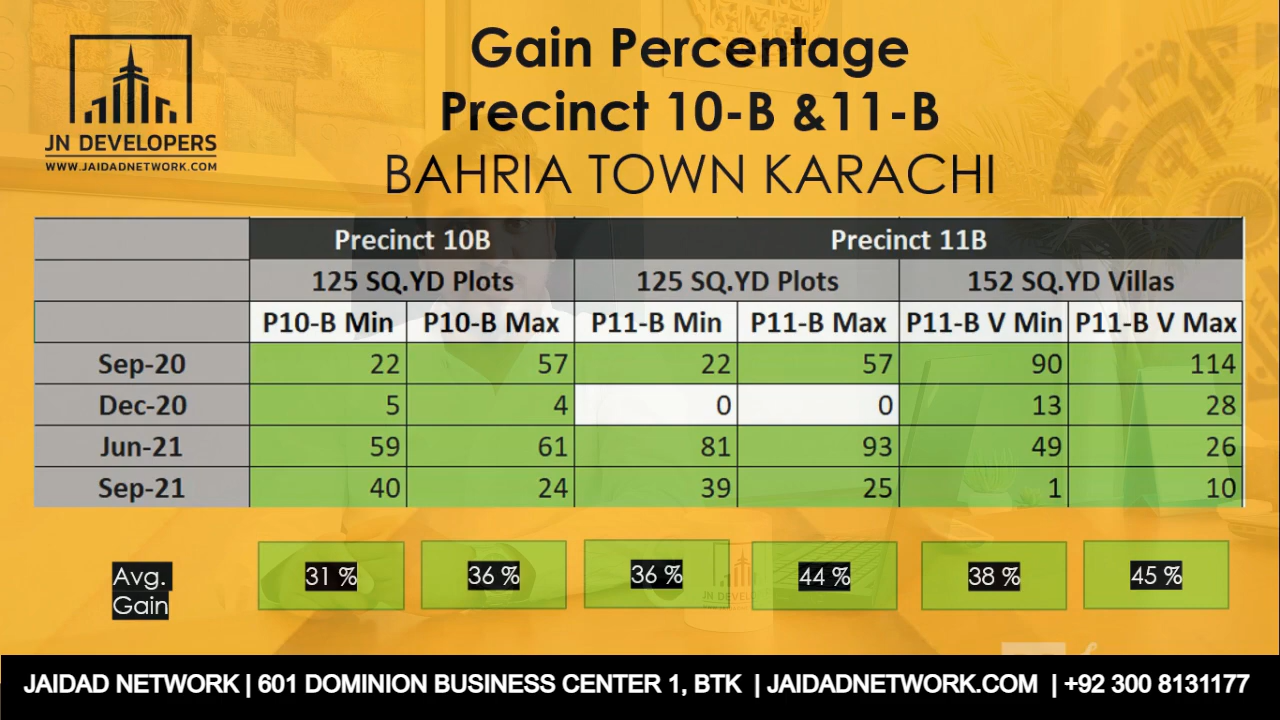 JN DEVELOPERS
WWW.JAIDADNETWORK.COM
Gain Percentage
Precinct 10-B &11-B
BAHRIA TOWN KARACHI
Precinct 10B Precinct 11B
125 SQ.YD Plots 125 SQ.YD Plots 152 SQ.YD Villas
P10-B Min P10-B Max P11-B Min P11-B Max P11-B V Min P11-B V Max
Sep-20 22 57 22 57 90 114
Dec-20 5 4 0 0 13 28
Jun-21 59 61 81 93 49 26
Sep-21 40 24 39 25 1 10
Avg. Gain 31 % 36 % 36 % 44 % 38 % 45 %
JN DEVELO
JAIDAD NETWORK | 601 DOMINION BUSINESS CENTER 1, BTK | JAIDADNETWORK.COM | +92 300 8131177